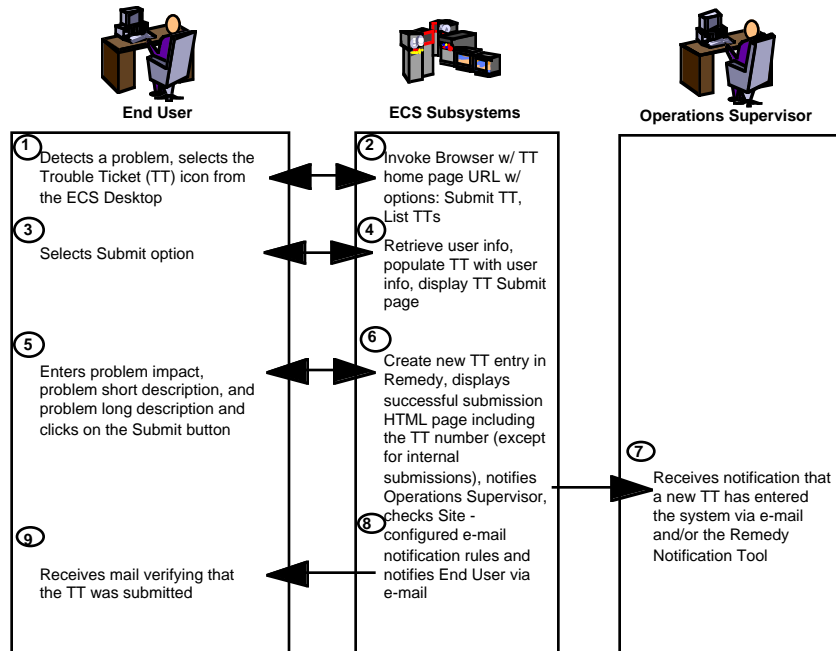 End User
ECS Subsystems
Operations Supervisor
1
Detects a problem, selects the
Trouble Ticket (TT) icon from
the ECS Desktop
2
Invoke Browser w/ TT
home page URL w/
options: Submit TT,
List TTs
3
Selects Submit option
4
Retrieve user info,
populate TT with user
info, display TT Submit
page
5
Enters problem impact,
problem short description, and
problem long description and
clicks on the Submit button
6
Create new TT entry in
Remedy, displays
successful submission
HTML page including
the TT number (except
for internal
submissions), notifies
Operations Supervisor,
checks Site -
configured e-mail
notification rules and
notifies End User via
e-mail
7
Receives notification that
a new TT has entered
the system via e-mail
and/or the Remedy
Notification Tool
8
9
Receives mail verifying that
the TT was submitted